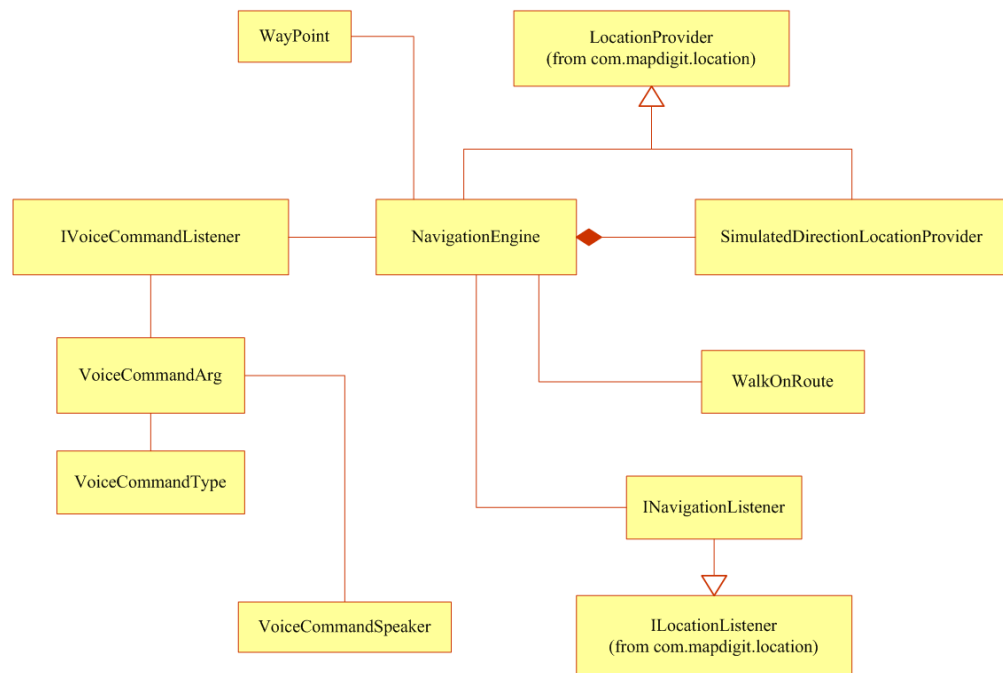 WayPoint
LocationProvider
(from com.mapdigit.location)
IVoiceCommandListener
NavigationEngine
SimulatedDirectionLocationProvider
VoiceCommandArg
WalkOnRoute
VoiceCommandType
INavigationListener
VoiceCommandSpeaker
ILocationListener
(from com.mapdigit.location)